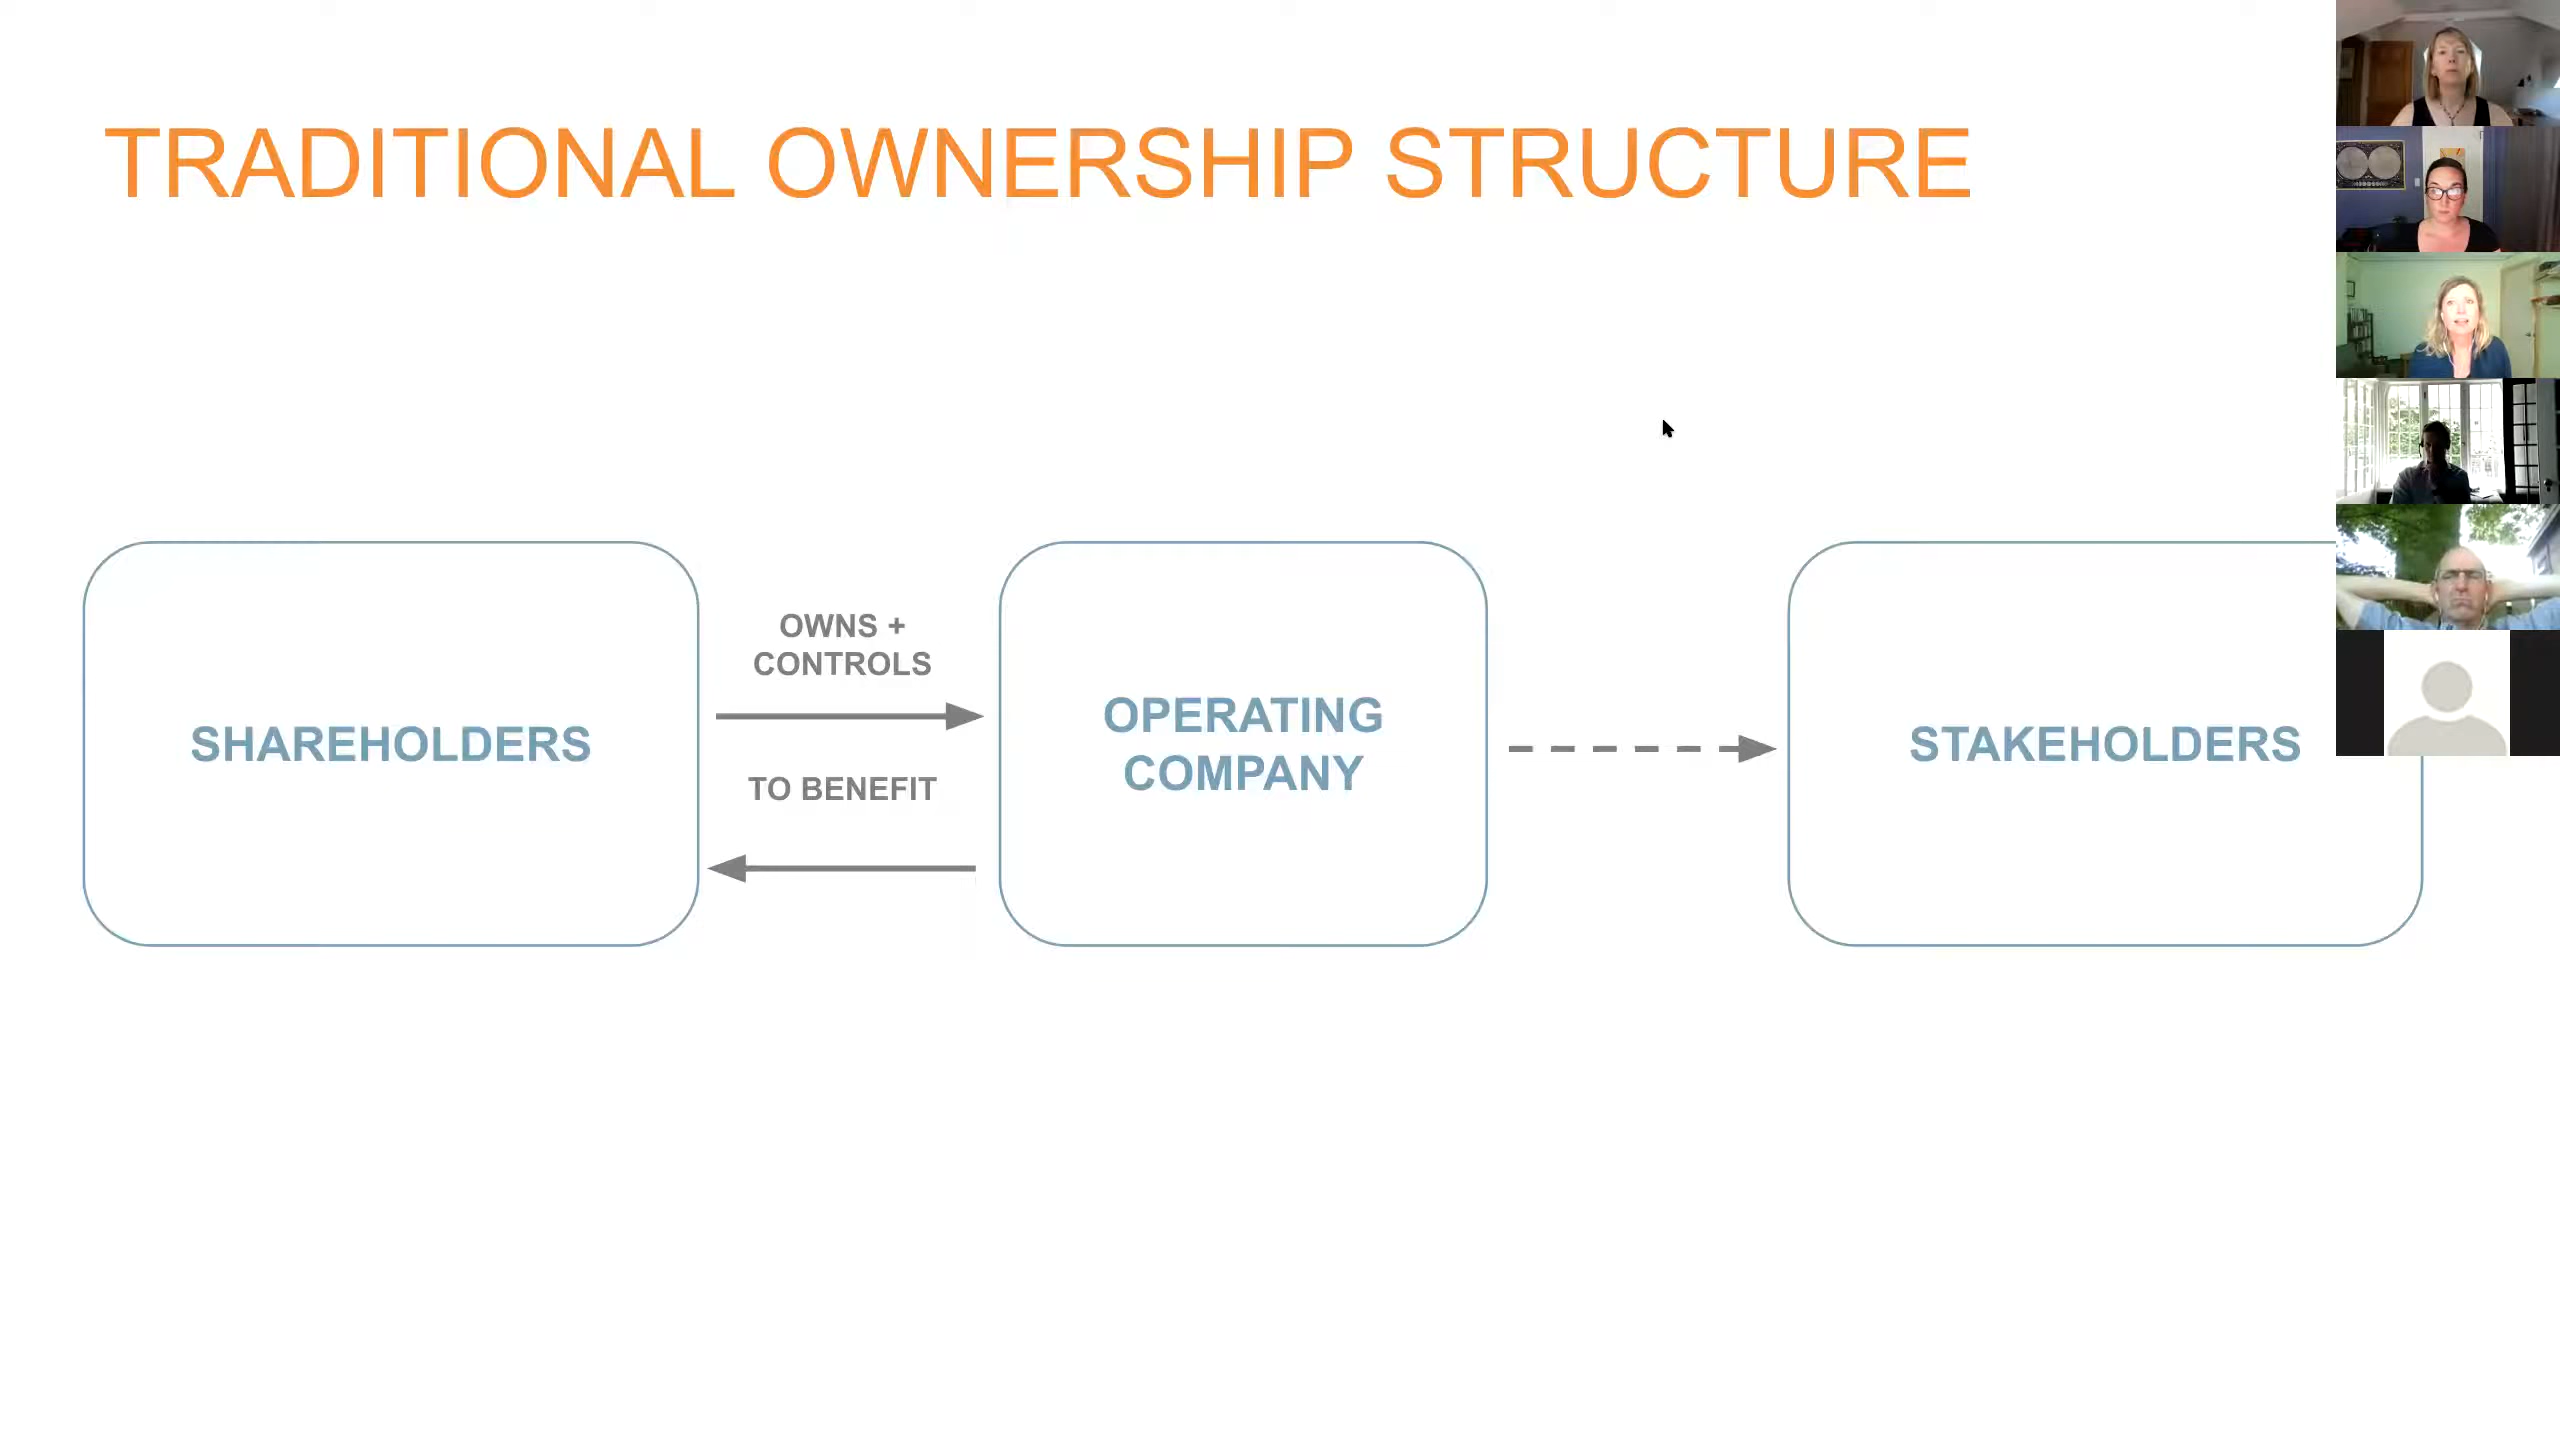 TRADITIONAL OWNERSHIP STRUCTURE
SHAREHOLDERS
OWNS +
CONTROLS
TO BENEFIT
OPERATING
COMPANY
STAKEHOLDERS